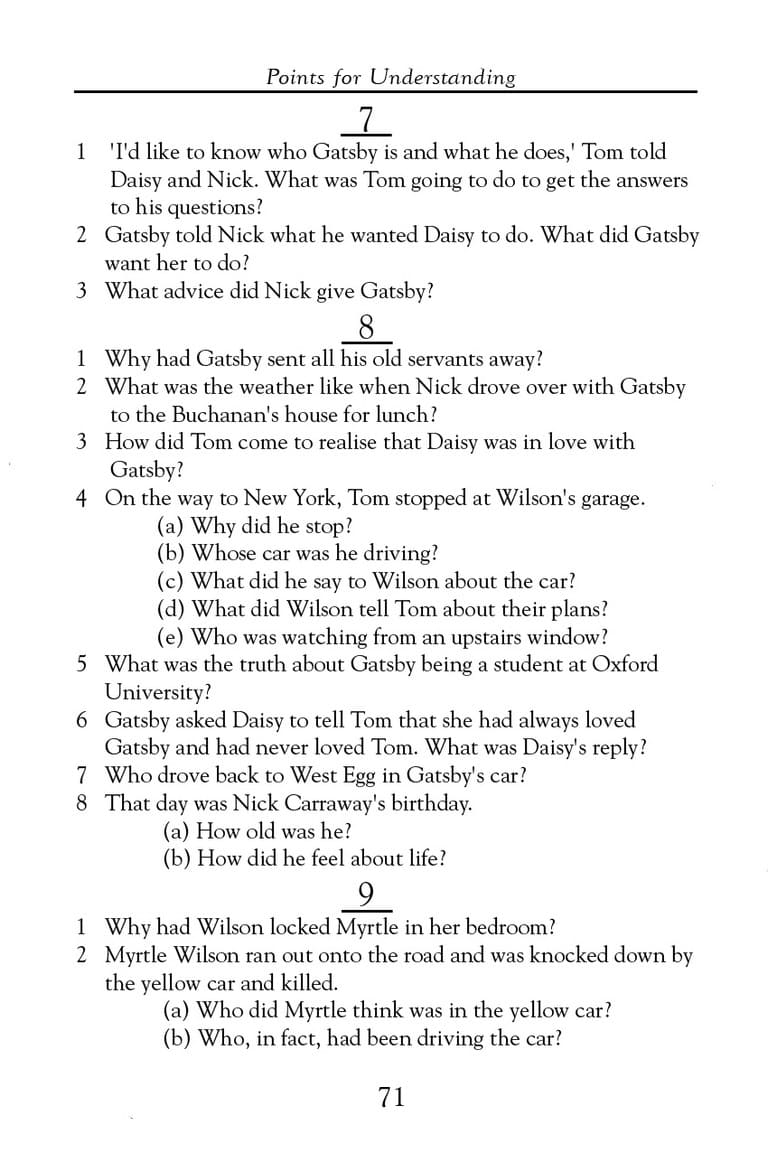 Points for Understanding
7
1 'I'd like to know who Gatsby is and what he does,' Tom told
Daisy and Nick. What was Tom going to do to get the answers
to his questions?
2 Gatsby told Nick what he wanted Daisy to do. What did Gatsby
want her to do?
3 What advice did Nick give Gatsby?
8
1 Why had Gatsby sent all his old servants away?
2 What was the weather like when Nick drove over with Gatsby
to the Buchanan's house for lunch?
3 How did Tom come to realise that Daisy was in love with
Gatsby?
4 On the way to New York, Tom stopped at Wilson's garage.
(a) Why did he stop?
(b) Whose car was he driving?
(c) What did he say to Wilson about the car?
(d) What did Wilson tell Tom about their plans?
(e) Who was watching from an upstairs window?
5 What was the truth about Gatsby being a student at Oxford
University?
6 Gatsby asked Daisy to tell Tom that she had always loved
Gatsby and had never loved Tom. What was Daisy's reply?
7 Who drove back to West Egg in Gatsby's car?
8 That day was Nick Carraway's birthday.
(a) How old was he?
(b) How did he feel about life?
9
1 Why had Wilson locked Myrtle in her bedroom?
2 Myrtle Wilson ran out onto the road and was knocked down by
the yellow car and killed.
(a) Who did Myrtle think was in the yellow car?
(b) Who, in fact, had been driving the car?
71